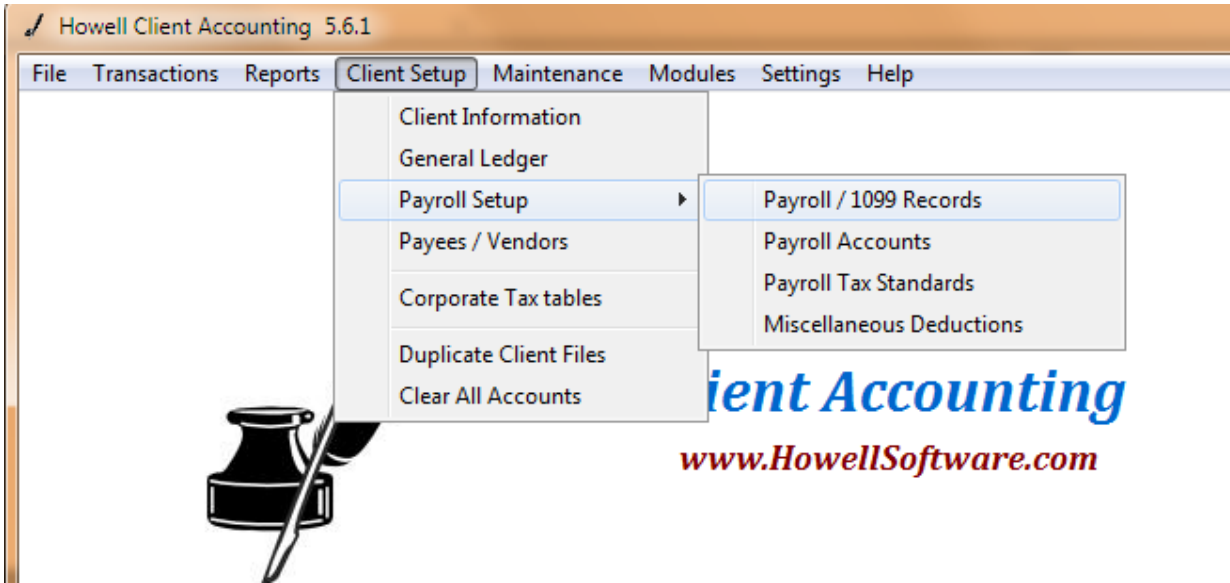 Howell Client Accounting 5.6.1
File Transactions Reports Client Setup Maintenance Modules Settings Help
Client Information
General Ledger
Payroll Setup
Payees / Vendors
Corporate Tax tables
Duplicate Client Files
Clear All Accounts
Payroll / 1099 Records
Payroll Accounts
Payroll Tax Standards
Miscellaneous Deductions
Accounting
www.HowellSoftware.com